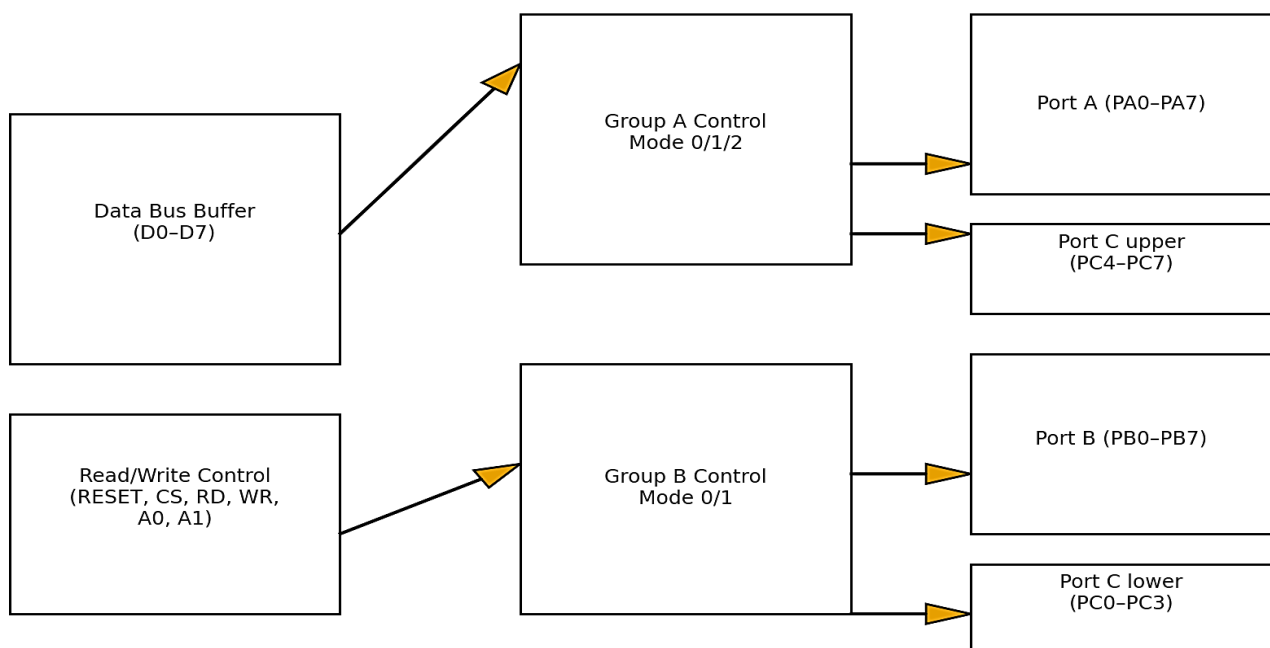 Data Bus Buffer
(D0–D7)
Read/Write Control
(RESET, CS, RD, WR,
A0, A1)
Group A Control
Mode 0/1/2
Group B Control
Mode 0/1
Port A (PA0–PA7)
Port C upper
(PC4–PC7)
Port B (PB0–PB7)
Port C lower
(PC0–PC3)